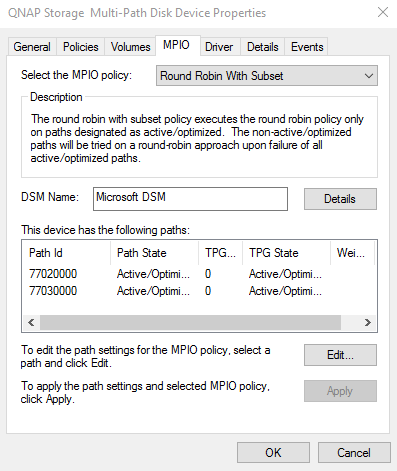 QNAP Storage  Multi-Path Disk Device Properties
General Policies Volumes MPIO Driver Details Events
Select the MPIO policy: Round Robin With Subset
Description
The round robin with subset policy executes the round robin policy only
on paths designated as active/optimized.  The non-active/optimized
paths will be tried on a round-robin approach upon failure of all
active/optimized paths.
DSM Name: Microsoft DSM Details
This device has the following paths:
Path Id Path State TPG... TPG State Wei...
77020000 Active/Optimi... 0 Active/Optimi...
77030000 Active/Optimi... 0 Active/Optimi...
To edit the path settings for the MPIO policy, select a
path and click Edit.
Edit...
To apply the path settings and selected MPIO policy,
click Apply.
Apply
OK Cancel